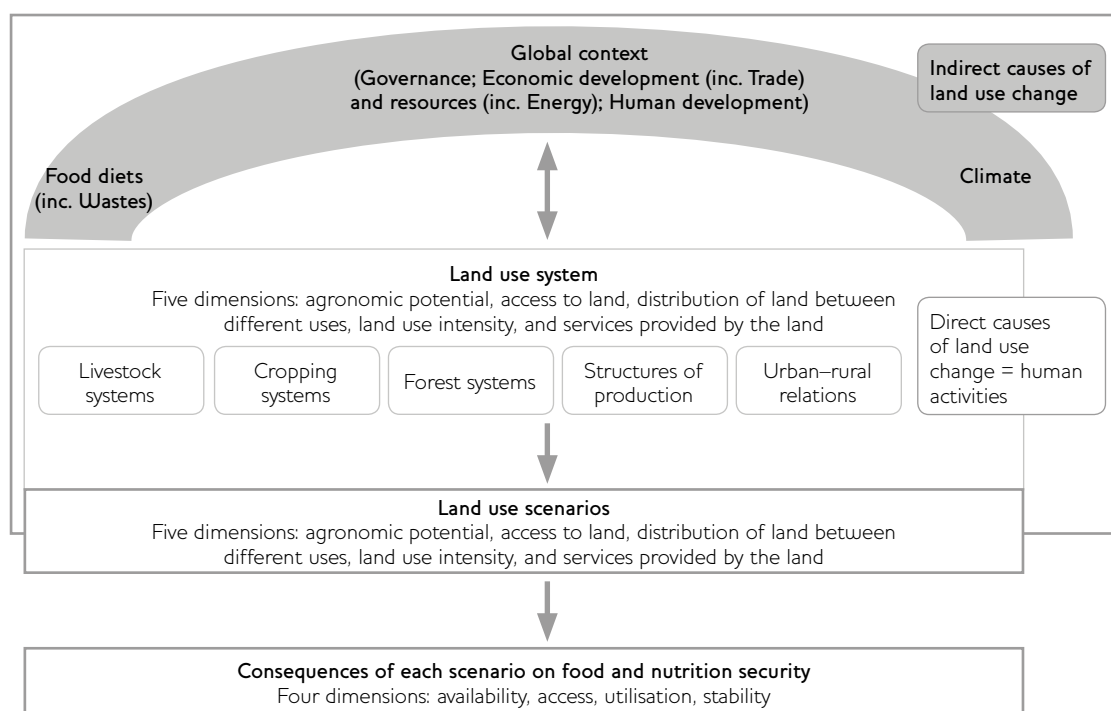 Global context
(Governance; Economic development (inc. Trade)
and resources (inc. Energy); Human development)
Indirect causes of
land use change
Food diets
(inc. Wastes)
Climate
Land use system
Five dimensions: agronomic potential, access to land, distribution of land between
different uses, land use intensity, and services provided by the land
Direct causes
of land use
change = human
activities
Livestock
systems
Cropping
systems
Forest systems
Structures of
production
Urban–rural
relations
Land use scenarios
Five dimensions: agronomic potential, access to land, distribution of land between
different uses, land use intensity, and services provided by the land
Consequences of each scenario on food and nutrition security
Four dimensions: availability, access, utilisation, stability